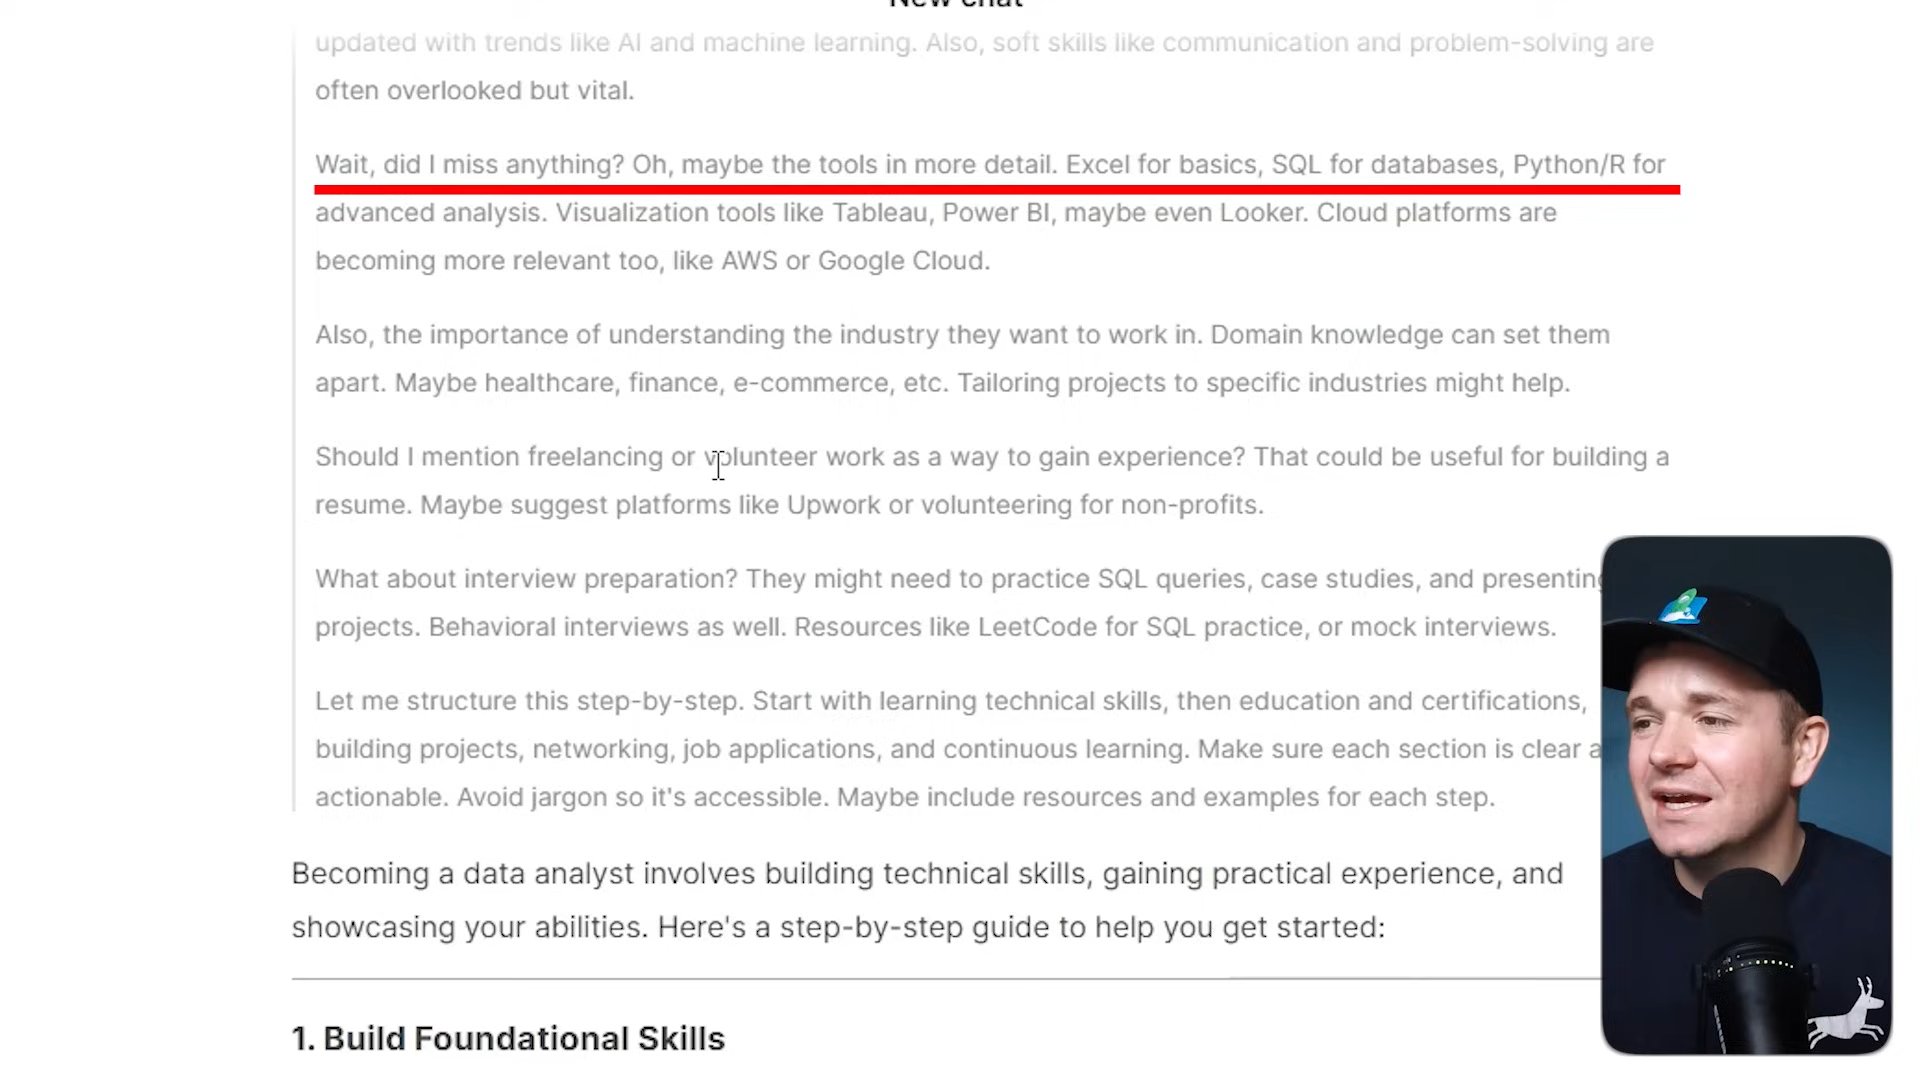 New chat
updated with trends like AI and machine learning. Also, soft skills like communication and problem-solving are
often overlooked but vital.
Wait, did I miss anything? Oh, maybe the tools in more detail. Excel for basics, SQL for databases, Python/R for
advanced analysis. Visualization tools like Tableau, Power BI, maybe even Looker. Cloud platforms are
becoming more relevant too, like AWS or Google Cloud.
Also, the importance of understanding the industry they want to work in. Domain knowledge can set them
apart. Maybe healthcare, finance, e-commerce, etc. Tailoring projects to specific industries might help.
Should I mention freelancing or volunteer work as a way to gain experience? That could be useful for building a
resume. Maybe suggest platforms like Upwork or volunteering for non-profits.
What about interview preparation? They might need to practice SQL queries, case studies, and presenting
projects. Behavioral interviews as well. Resources like LeetCode for SQL practice, or mock interviews.
Let me structure this step-by-step. Start with learning technical skills, then education and certifications,
building projects, networking, job applications, and continuous learning. Make sure each section is clear a
actionable. Avoid jargon so it's accessible. Maybe include resources and examples for each step.
Becoming a data analyst involves building technical skills, gaining practical experience, and
showcasing your abilities. Here's a step-by-step guide to help you get started:
1. Build Foundational Skills